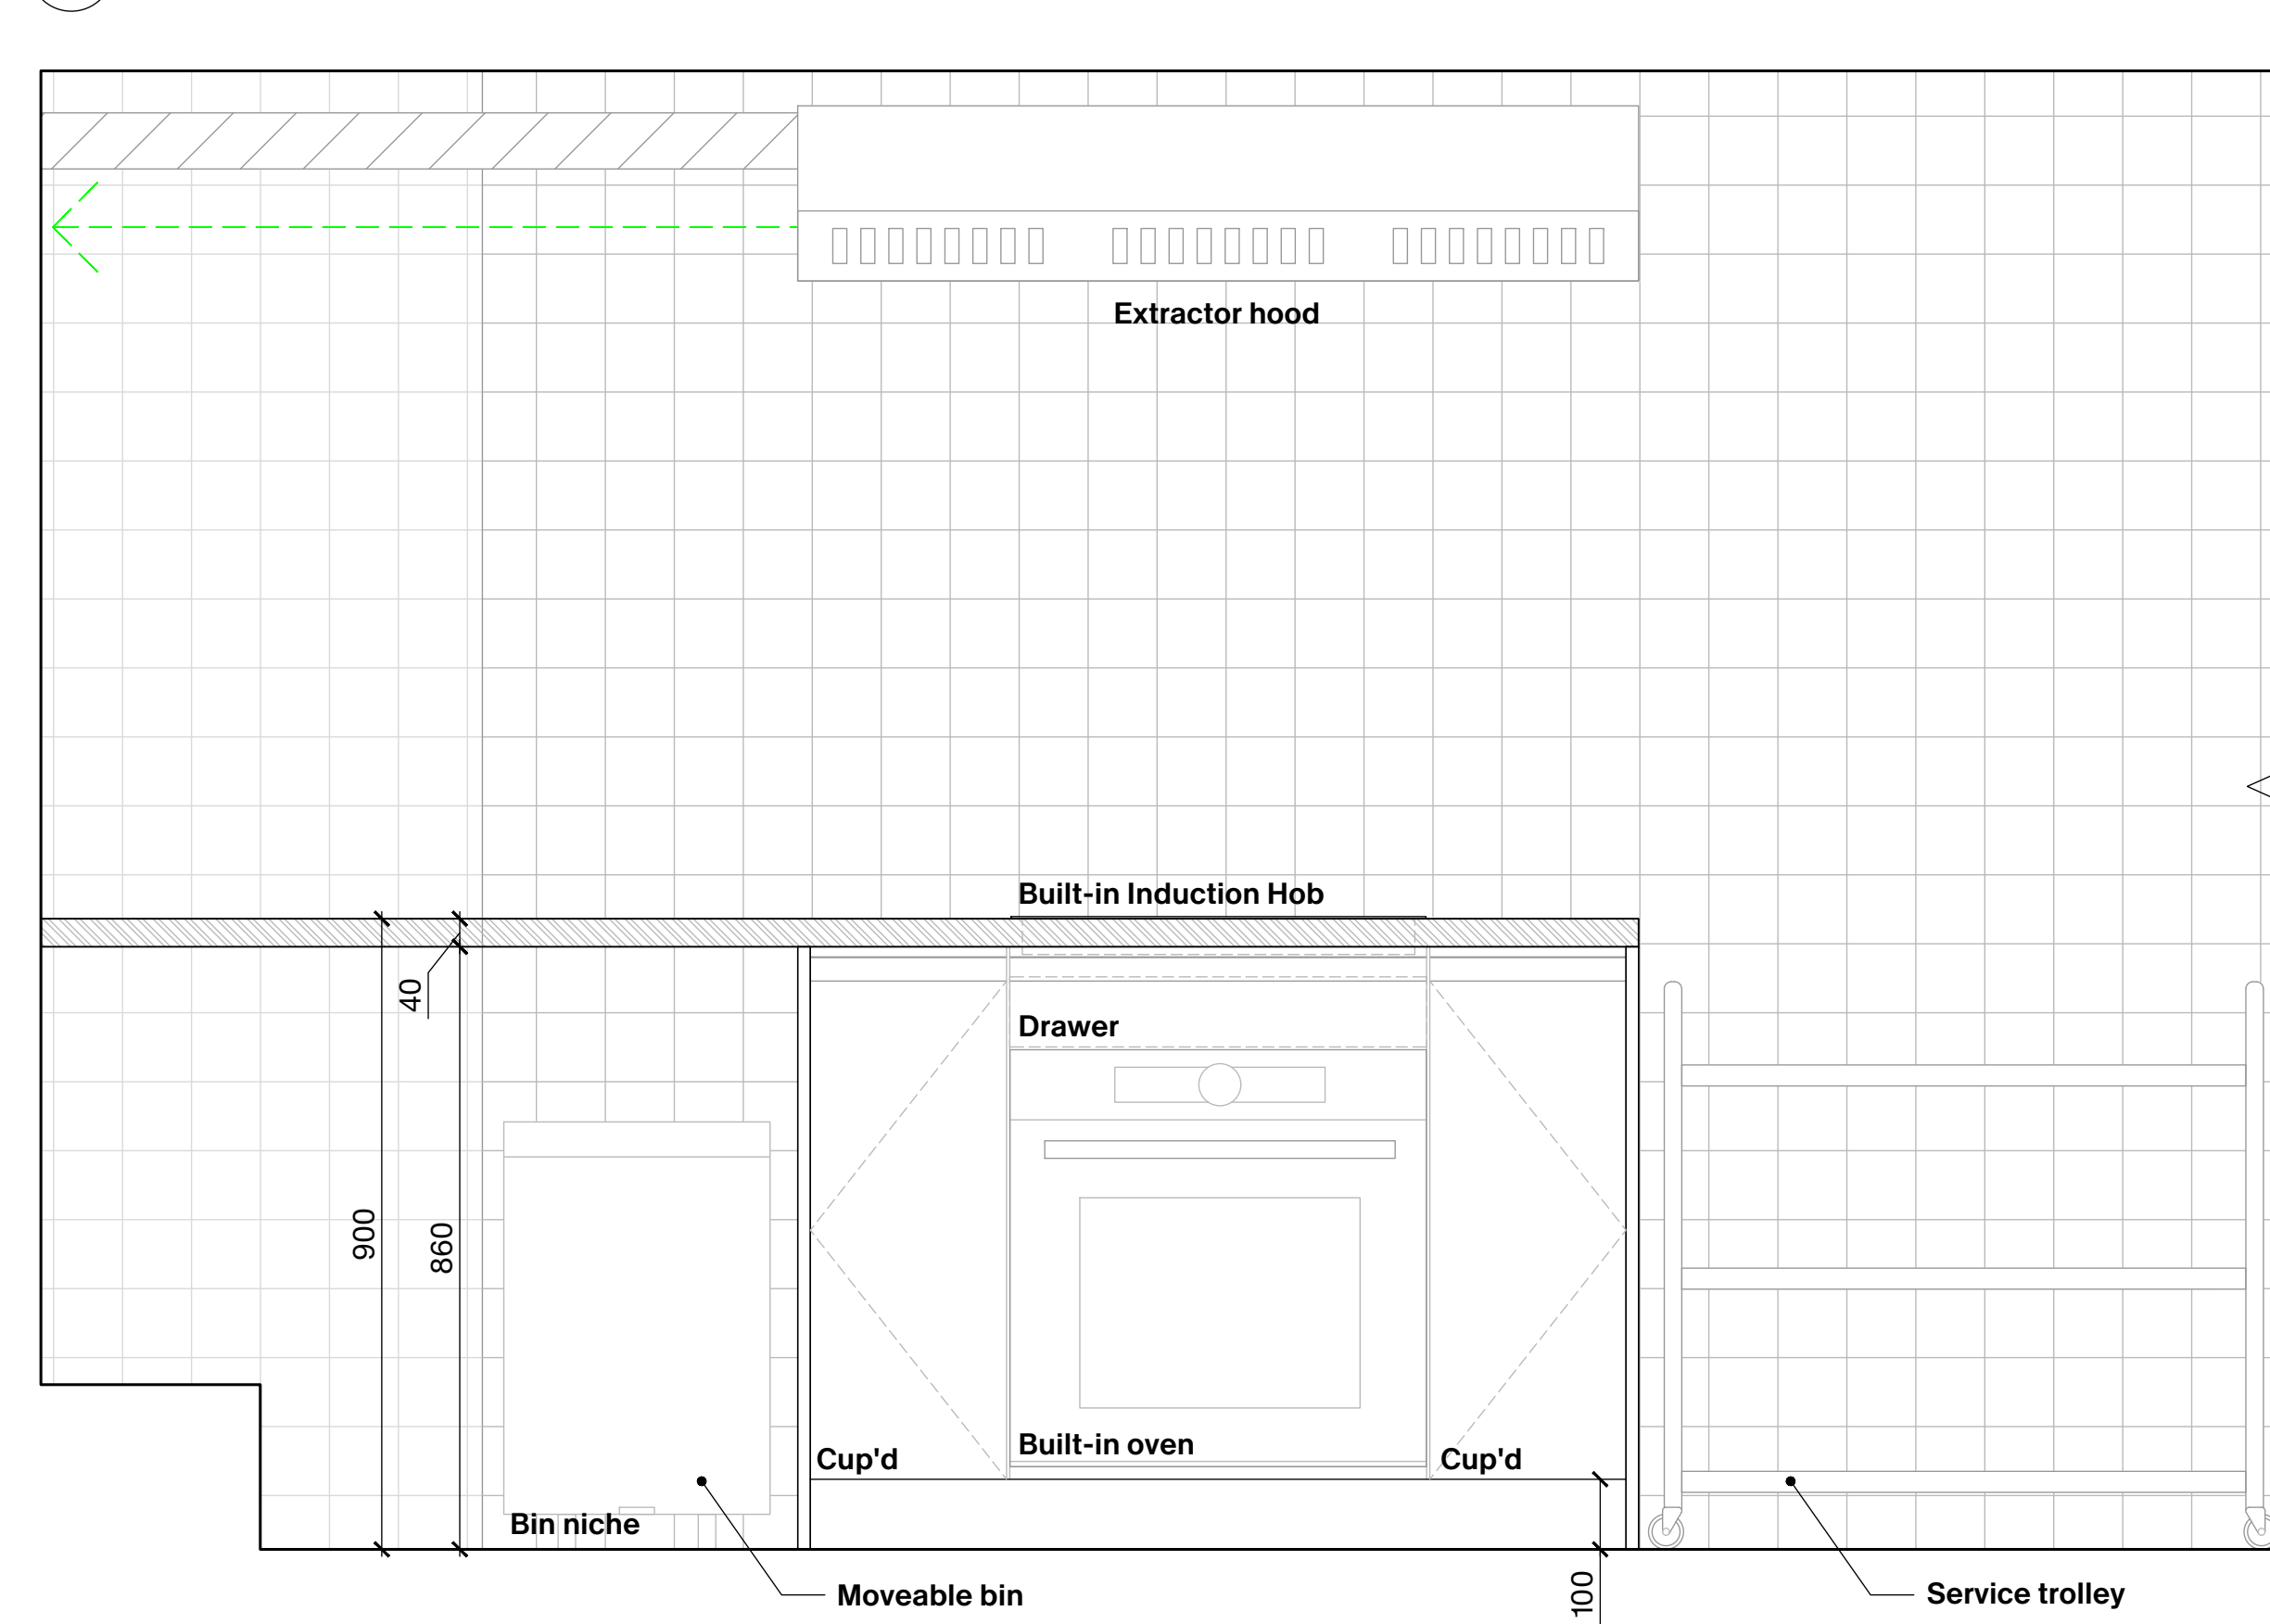 Extractor hood
Built-in Induction Hob
40
Drawer
900
860
Built-in oven
Cup'd
Cup'd
Bin niche
100
Moveable bin
Service trolley